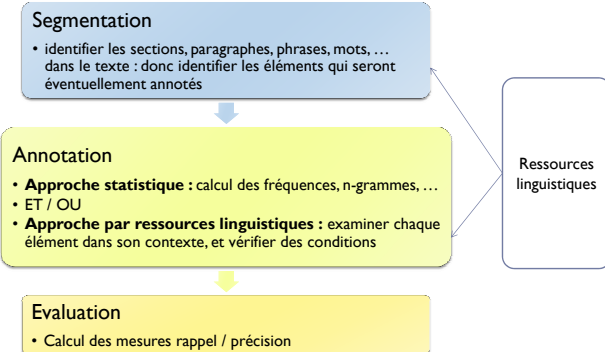 Segmentation
• identifier les sections, paragraphes, phrases, mots, …
dans le texte : donc identifier les éléments qui seront
éventuellement annotés
Annotation
• Approche statistique : calcul des fréquences, n-grammes, …
• ET / OU
• Approche par ressources linguistiques : examiner chaque
élément dans son contexte, et vérifier des conditions
Ressources
linguistiques
Evaluation
• Calcul des mesures rappel / précision